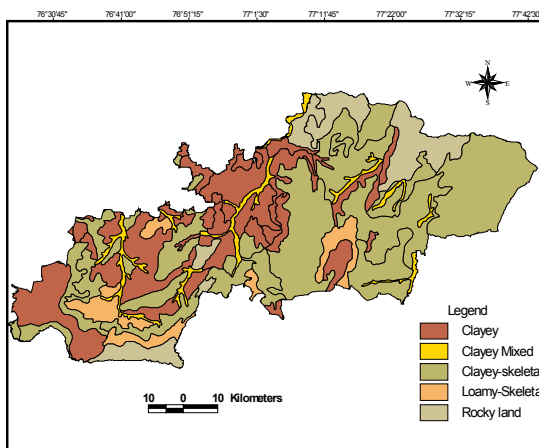 76°30'45" 76°41'00" 76°51'15" 77°1'30" 77°11'45" 77°22'00" 77°32'15" 77°42'30"
N
W E
S
Legend
Clayey
Clayey Mixed
Clayey-skeleta
Loamy-Skeleta
Rocky land
10 0 10 Kilometers